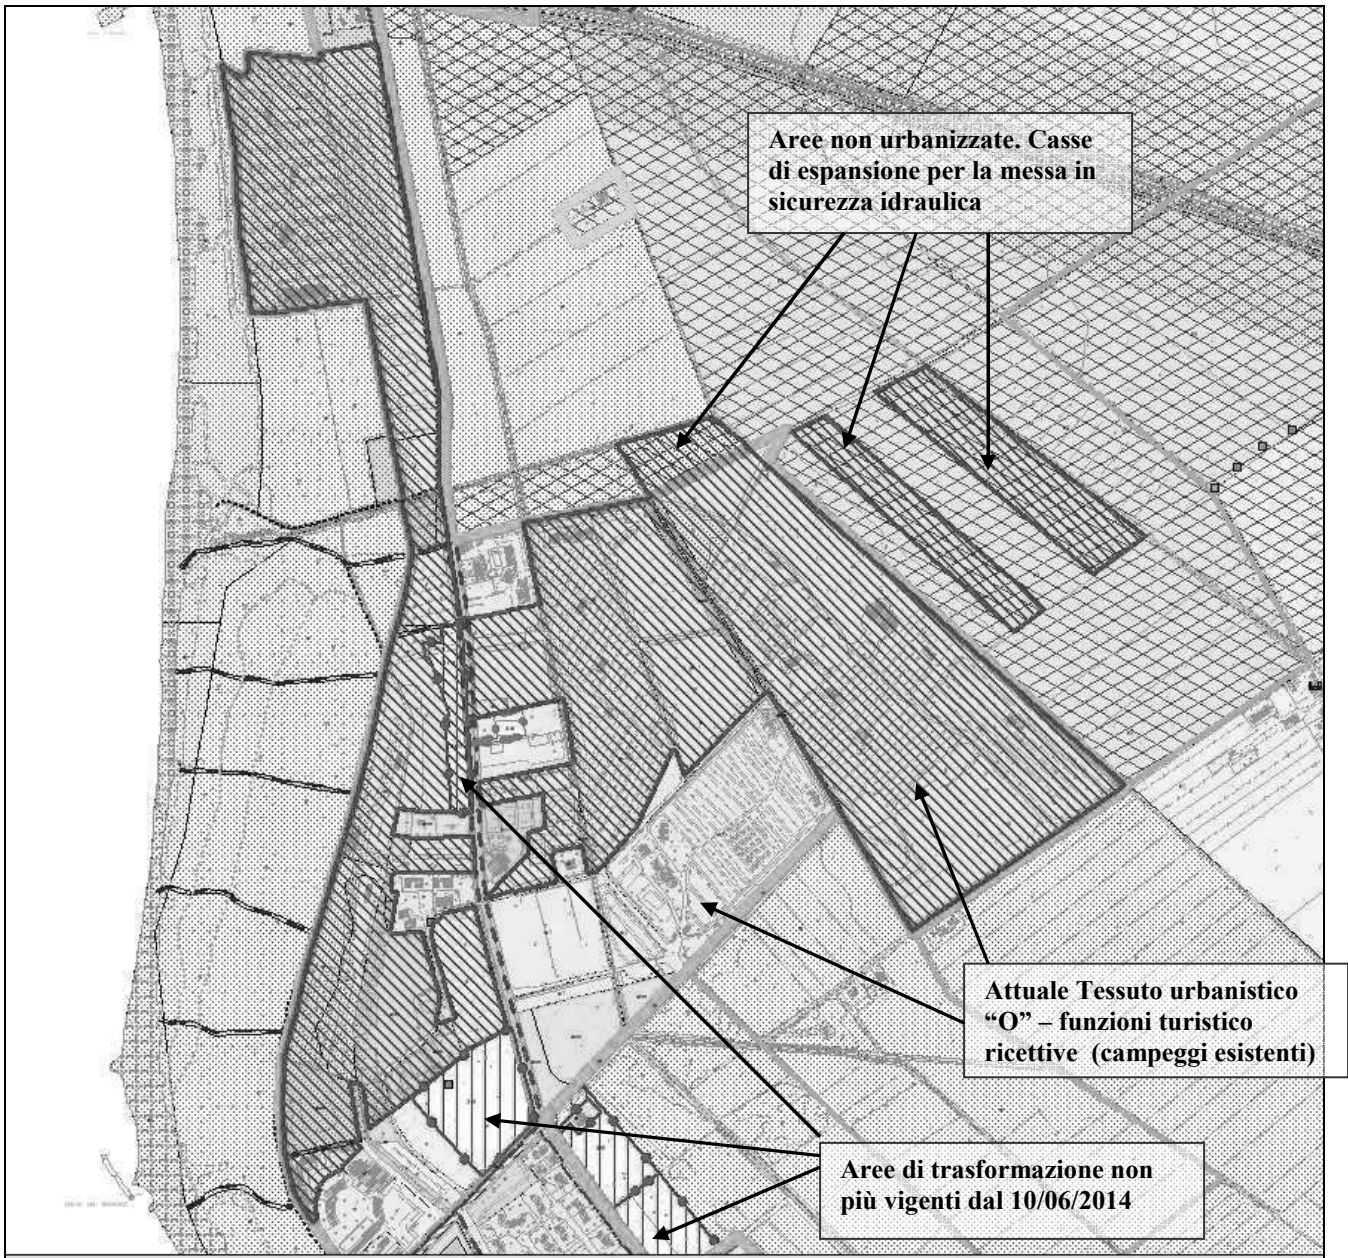 Aree non urbanizzate. Casse
di espansione per la messa in
sicurezza idraulica
Attuale Tessuto urbanistico
“O” – funzioni turistico
ricettive (campeggi esistenti)
Aree di trasformazione non
più vigenti dal 10/06/2014